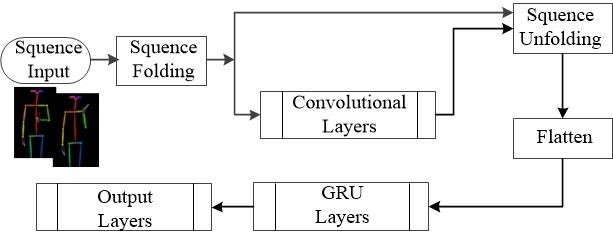 Squence
Input
Squence
Folding
Squence
Unfolding
Convolutional
Layers
Flatten
Output
Layers
GRU
Layers